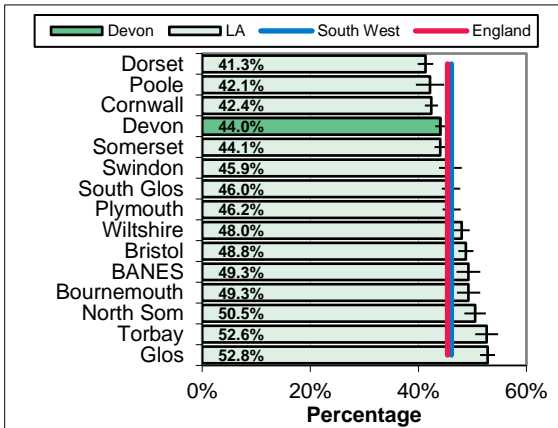 Devon LA South West England
Dorset 41.3%
Poole 42.1%
Cornwall 42.4%
Devon 44.0%
Somerset 44.1%
Swindon 45.9%
South Glos 46.0%
Plymouth 46.2%
Wiltshire 48.0%
Bristol 48.8%
BANES 49.3%
Bournemouth 49.3%
North Som 50.5%
Torbay 52.6%
Glos 52.8%
0% 20% 40% 60%
Percentage